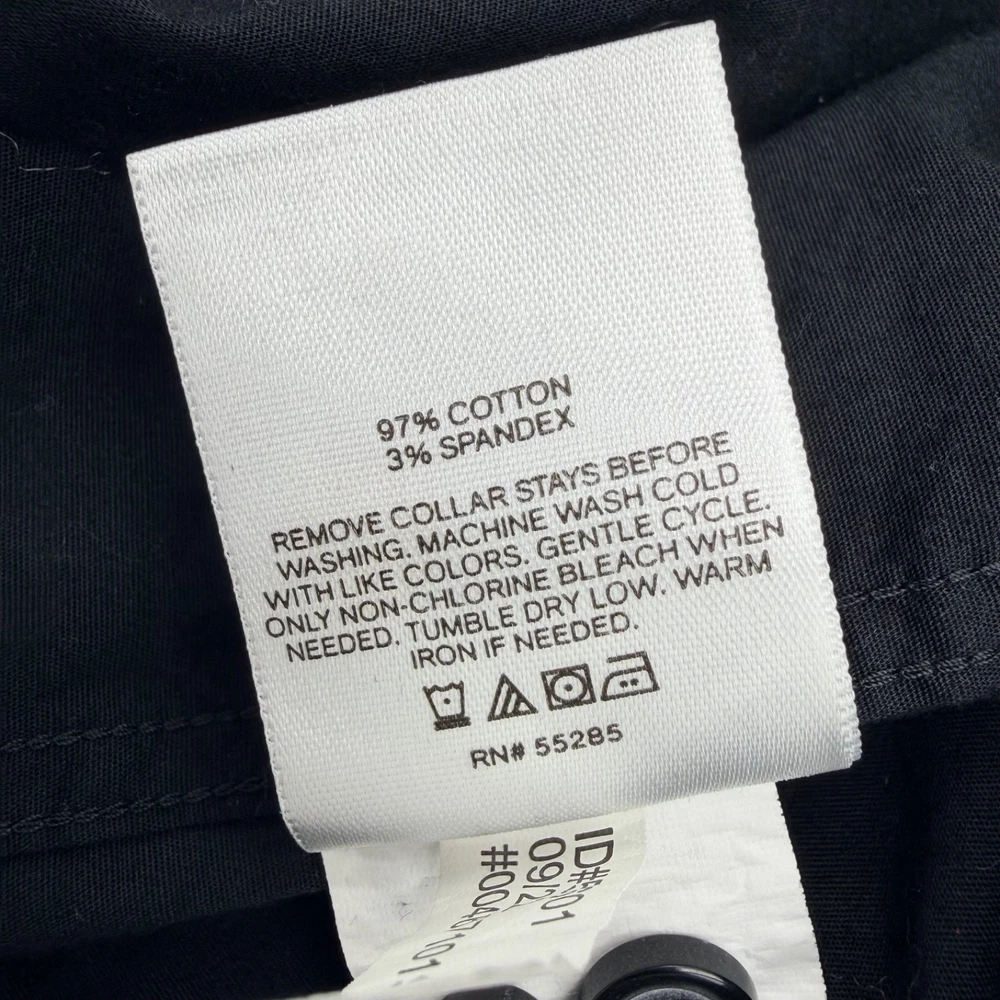 97% COTTON
3% SPANDEX
REMOVE COLLAR STAYS BEFORE
WASHING. MACHINE WASH COLD
WITH LIKE COLORS. GENTLE CYCLE.
ONLY NON-CHLORINE BLEACH WHEN
NEEDED. TUMBLE DRY LOW. WARM
IRON IF NEEDED.
RN# 55285